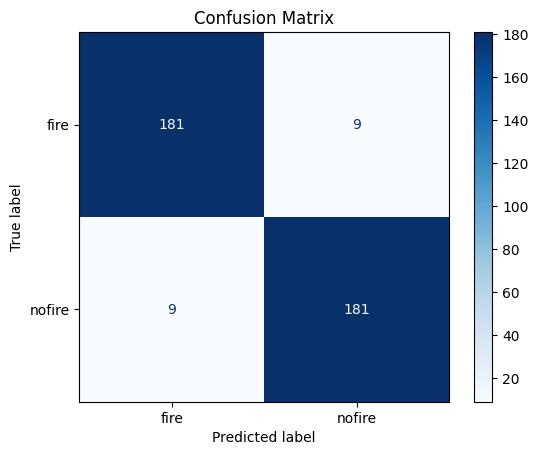 Confusion Matrix
True label
fire
nofire
181
9
9
181
fire
nofire
Predicted label
180
160
140
120
100
80
60
40
20